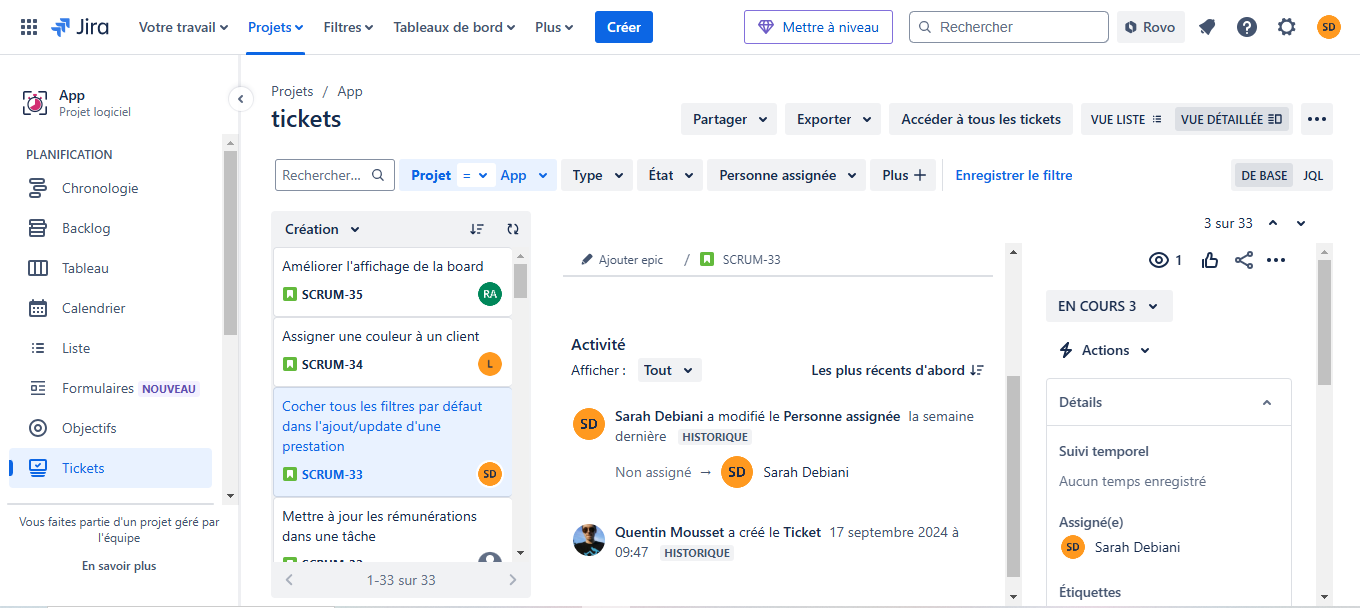 Jira
Votre travail
Projets
Filtres
Tableaux de bord
Plus
Créer
Mettre à niveau
Rechercher
Rovo
SD
App
Projet logiciel
PLANIFICATION
Chronologie
Backlog
Tableau
Calendrier
Liste
Formulaires NOUVEAU
Objectifs
Tickets
Vous faites partie d'un projet géré par
l'équipe
En savoir plus
Projets / App
tickets
Partager
Exporter
Accéder à tous les tickets
VUE LISTE
VUE DÉTAILLÉE
Rechercher...
Projet = App
Type
État
Personne assignée
Plus +
Enregistrer le filtre
DE BASE
JQL
Création
Améliorer l'affichage de la board
SCRUM-35
RA
Assigner une couleur à un client
SCRUM-34
L
Cocher tous les filtres par défaut
dans l'ajout/update d'une
prestation
SCRUM-33
SD
Mettre à jour les rémunérations
dans une tâche
1-33 sur 33
3 sur 33
Ajouter epic / SCRUM-33
Activité
Afficher : Tout
Les plus récents d'abord
SD
Sarah Debiani a modifié le Personne assignée la semaine
dernière HISTORIQUE
Non assigné → SD Sarah Debiani
Quentin Mousset a créé le Ticket 17 septembre 2024 à
09:47 HISTORIQUE
1
EN COURS 3
Actions
Détails
Suivi temporel
Aucun temps enregistré
Assigné(e)
SD Sarah Debiani
Étiquettes